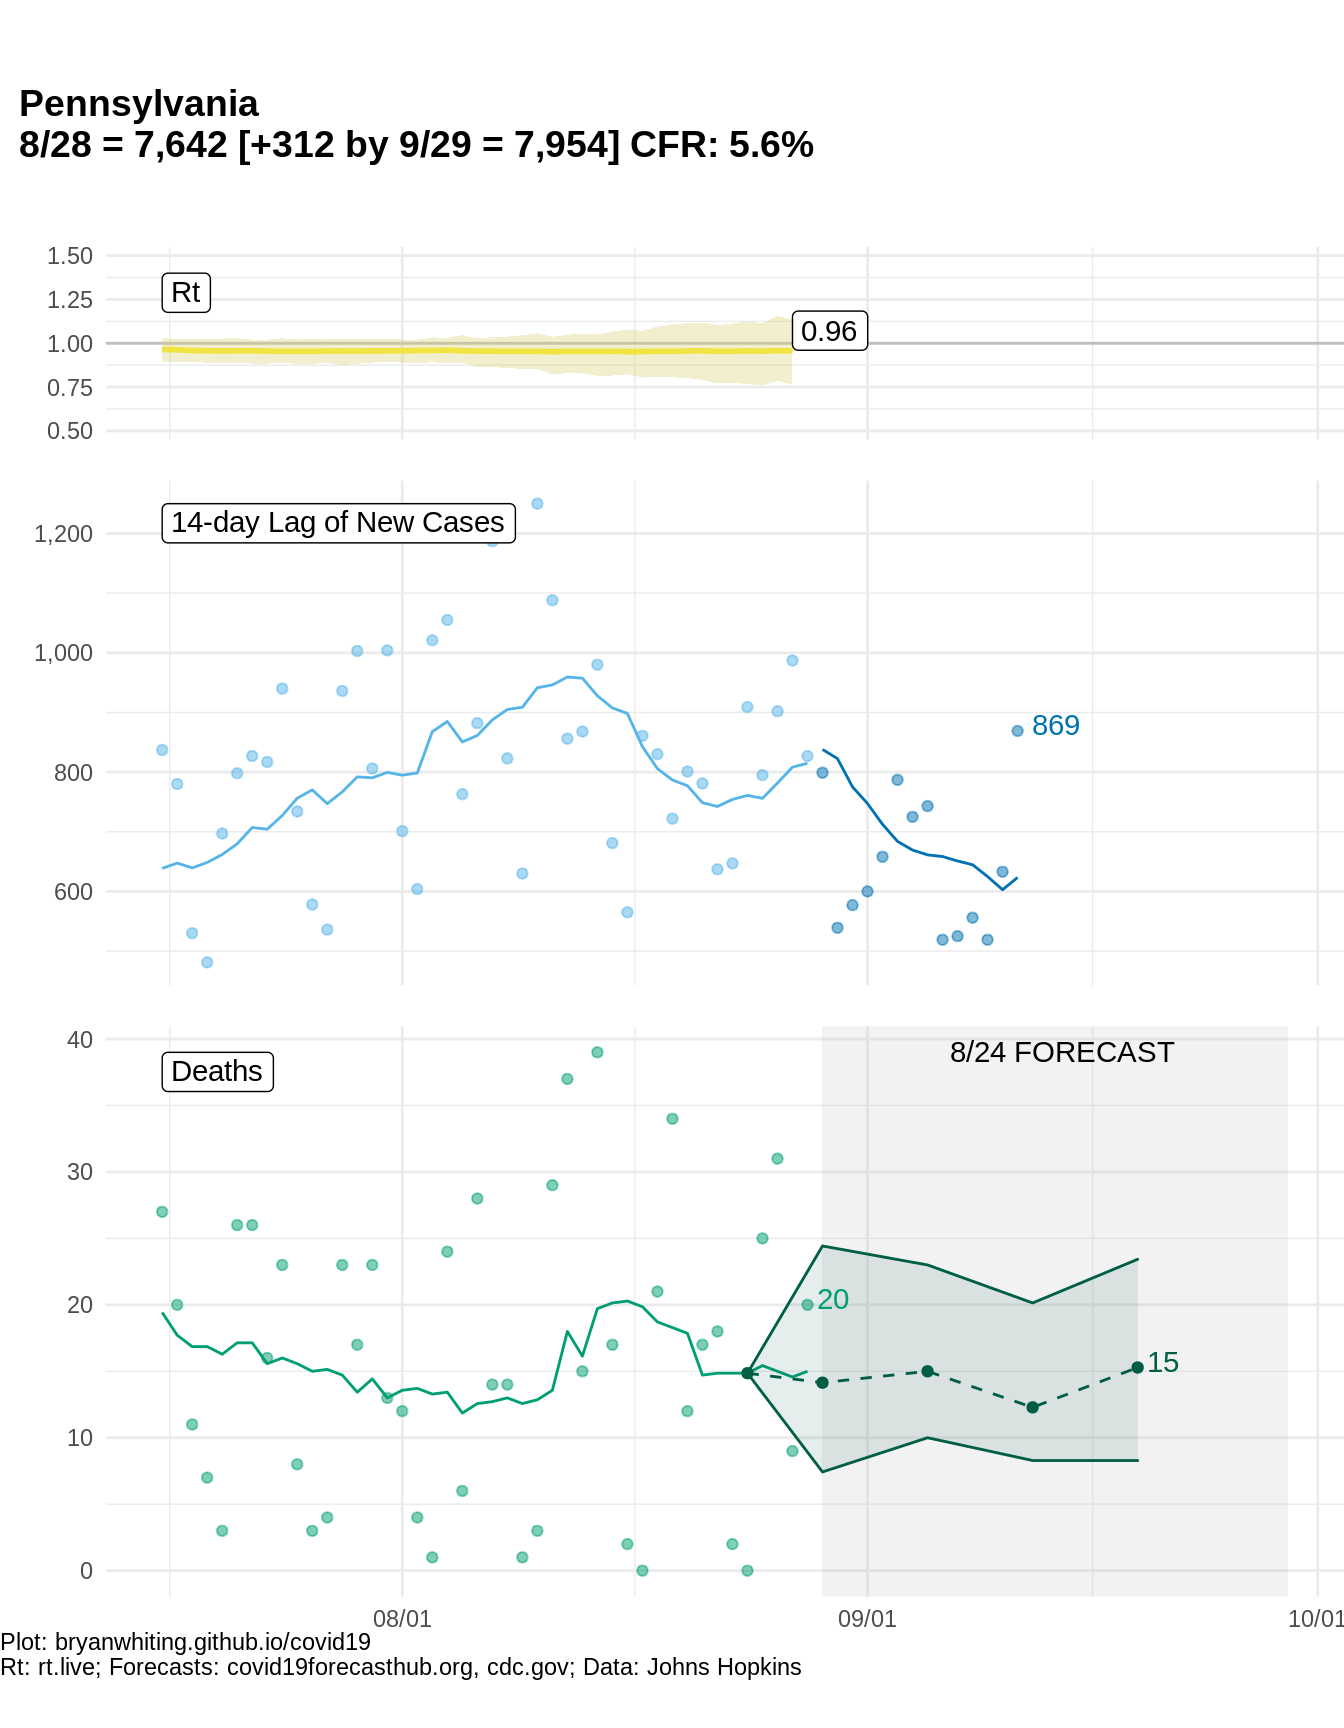 Pennsylvania
8/28 = 7,642 [+312 by 9/29 = 7,954] CFR: 5.6%
1.50
1.25
1.00
0.75
0.50
Rt
0.96
1,200
1,000
800
600
14-day Lag of New Cases
869
40
30
20
10
0
Deaths
8/24 FORECAST
20
15
08/01
09/01
10/01
Plot: bryanwhiting.github.io/covid19
Rt: rt.live; Forecasts: covid19forecasthub.org, cdc.gov; Data: Johns Hopkins